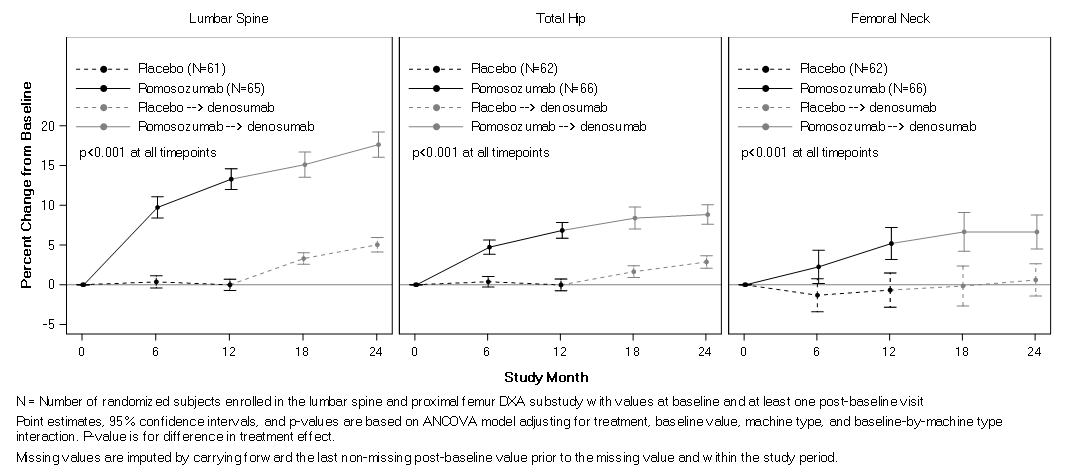 Lumbar Spine
Total Hip
Femoral Neck
Percent Change from Baseline
20
15
10
5
0
-5
Placebo (N=61)
Romosozumab (N=65)
Placebo --> denosumab
Romosozumab --> denosumab
p<0.001 at all timepoints
Placebo (N=62)
Romosozumab (N=66)
Placebo --> denosumab
Romosozumab --> denosumab
p<0.001 at all timepoints
Placebo (N=62)
Romosozumab (N=66)
Placebo --> denosumab
Romosozumab --> denosumab
p<0.001 at all timepoints
0 6 12 18 24
0 6 12 18 24
0 6 12 18 24
Study Month
N = Number of randomized subjects enrolled in the lumbar spine and proximal femur DXA substudy with values at baseline and at least one post-baseline visit
Point estimates, 95% confidence intervals, and p-values are based on ANCOVA model adjusting for treatment, baseline value, machine type, and baseline-by-machine type
interaction. P-value is for difference in treatment effect.
Missing values are imputed by carrying forward the last non-missing post-baseline value prior to the missing value and within the study period.